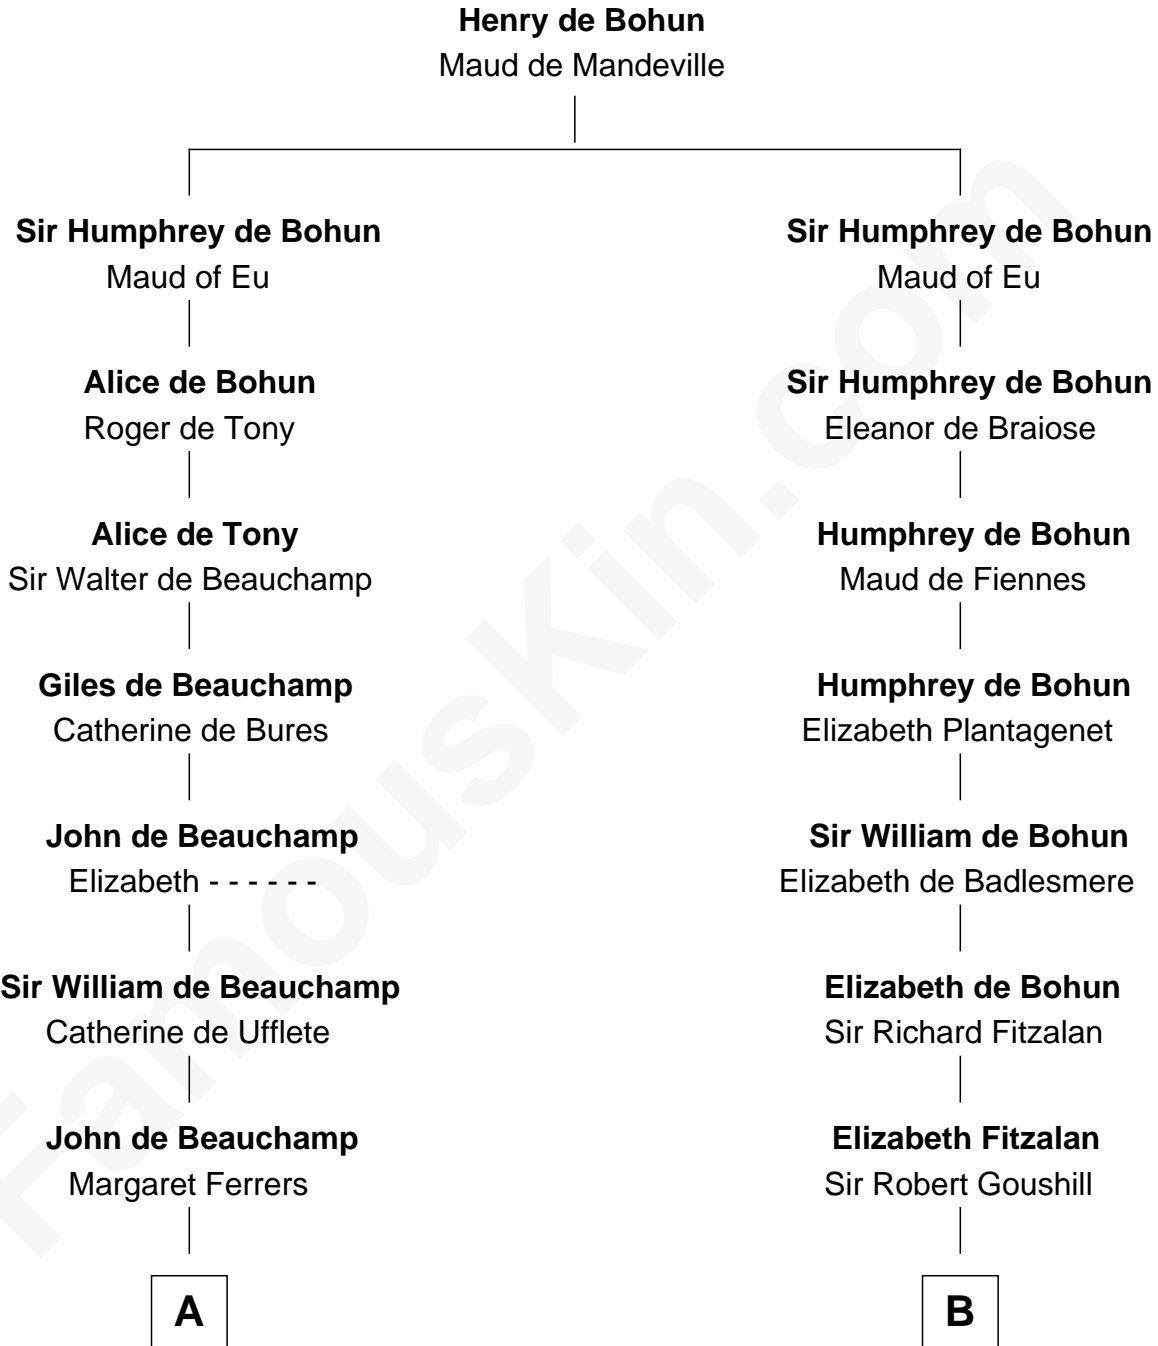 Henry de Bohun
Maud de Mandeville
Sir Humphrey de Bohun
Maud of Eu
Sir Humphrey de Bohun
Maud of Eu
Alice de Bohun
Roger de Tony
Sir Humphrey de Bohun
Eleanor de Braiose
Alice de Tony
Sir Walter de Beauchamp
Humphrey de Bohun
Maud de Fiennes
Giles de Beauchamp
Catherine de Bures
Humphrey de Bohun
Elizabeth Plantagenet
John de Beauchamp
Elizabeth - - - - - -
Sir William de Bohun
Elizabeth de Badlesmere
Sir William de Beauchamp
Catherine de Ufflete
Elizabeth de Bohun
Sir Richard Fitzalan
John de Beauchamp
Margaret Ferrers
Elizabeth Fitzalan
Sir Robert Goushill
A
B
FamousKin.com